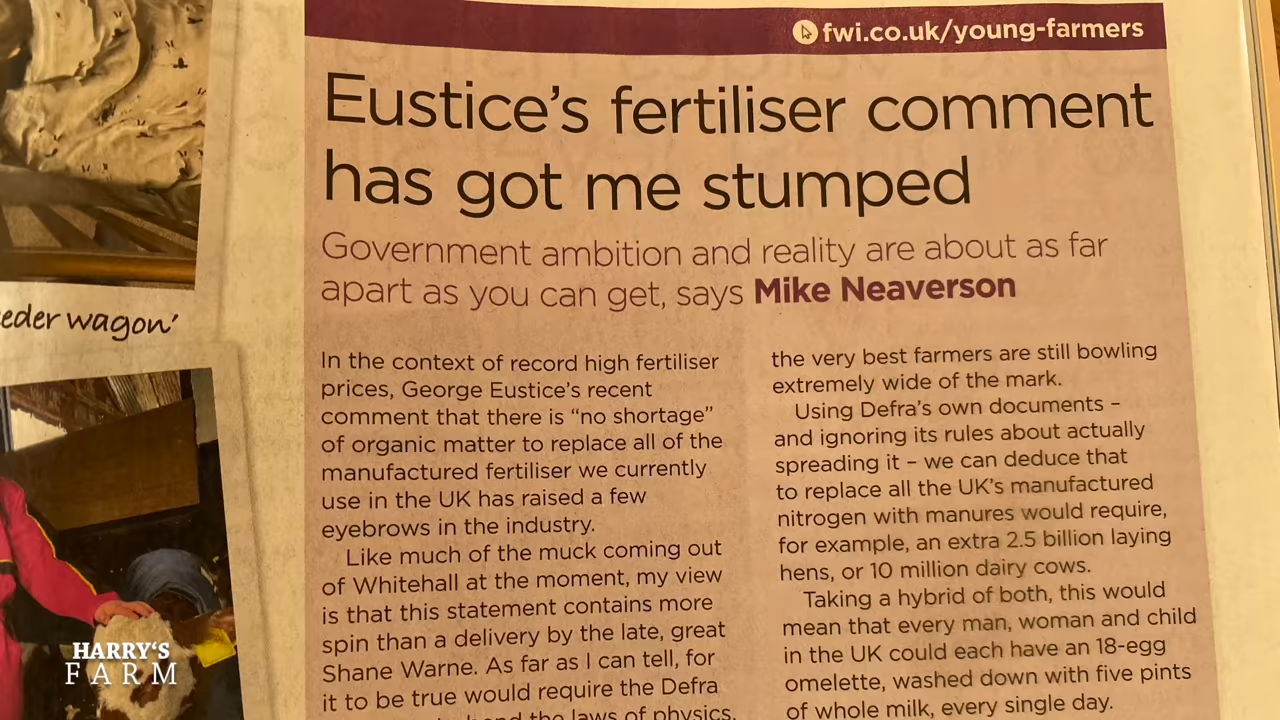 fwi.co.uk/young-farmers
Eustice's fertiliser comment
has got me stumped
Government ambition and reality are about as far
apart as you can get, says Mike Neaverson
In the context of record high fertiliser
prices, George Eustice's recent
comment that there is “no shortage”
of organic matter to replace all of the
manufactured fertiliser we currently
use in the UK has raised a few
eyebrows in the industry.
Like much of the muck coming out
of Whitehall at the moment, my view
is that this statement contains more
spin than a delivery by the late, great
Shane Warne. As far as I can tell, for
it to be true would require the Defra
the laws of physics,
the very best farmers are still bowling
extremely wide of the mark.
Using Defra's own documents –
and ignoring its rules about actually
spreading it – we can deduce that
to replace all the UK's manufactured
nitrogen with manures would require,
for example, an extra 2.5 billion laying
hens, or 10 million dairy cows.
Taking a hybrid of both, this would
mean that every man, woman and child
in the UK could each have an 18-egg
omelette, washed down with five pints
of whole milk, every single day.
eder wagon’
HARRY'S
FARM